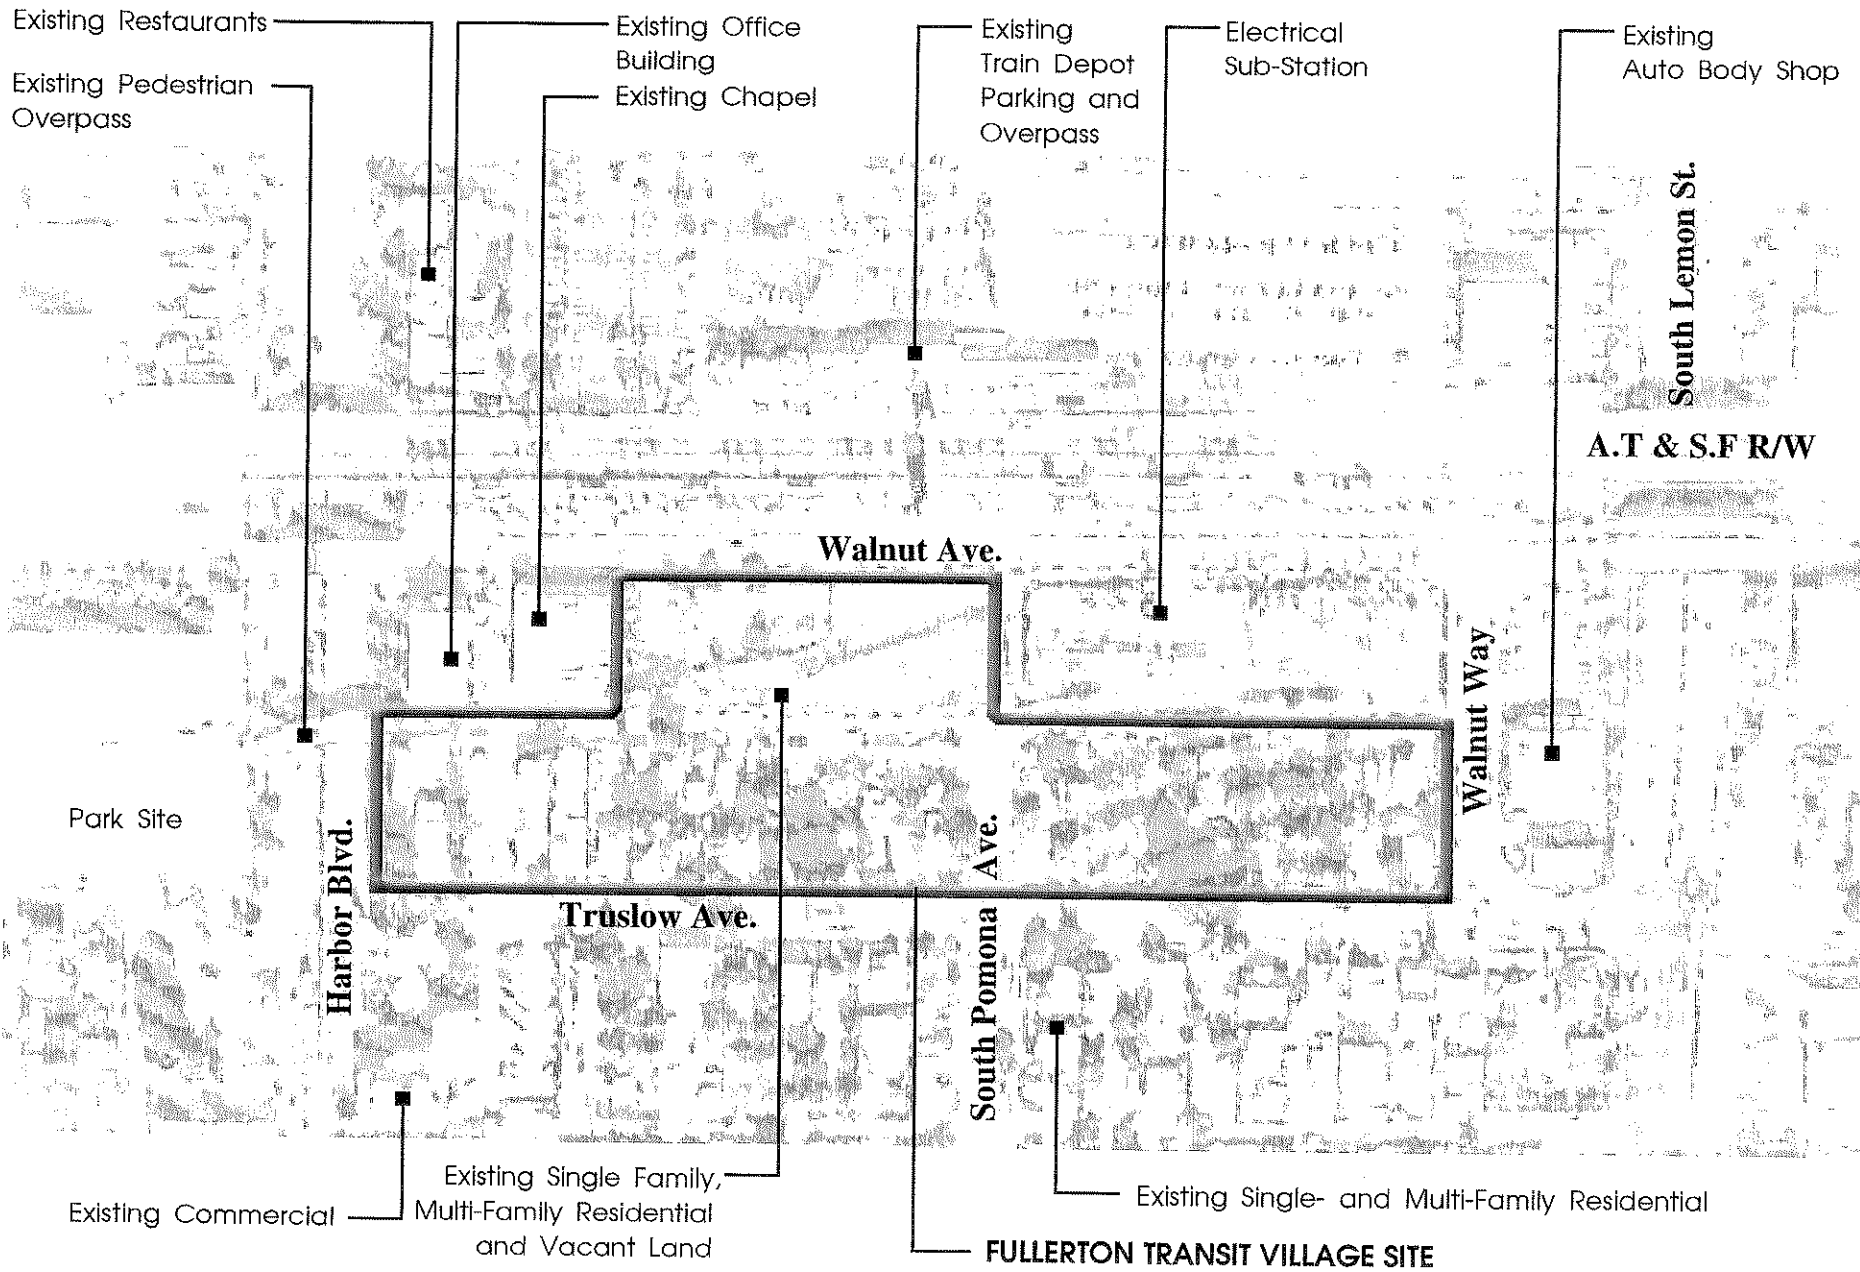 Existing Restaurants
Existing Pedestrian
Overpass
Existing Office
Building
Existing Chapel
Existing
Train Depot
Parking and
Overpass
Electrical
Sub-Station
Existing
Auto Body Shop
South Lemon St.
A.T & S.F R/W
Walnut Ave.
Walnut Way
Park Site
Harbor Blvd.
Truslow Ave.
South Pomona Ave.
Existing Commercial
Existing Single Family,
Multi-Family Residential
and Vacant Land
Existing Single- and Multi-Family Residential
FULLERTON TRANSIT VILLAGE SITE